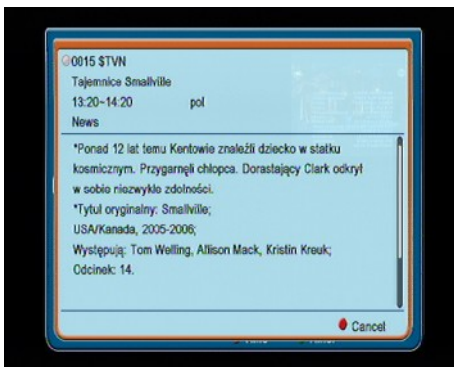 0015 $TVN
Tajemnice Smallville
13:20~14:20 pol
News
"Ponad 12 lat temu Kentowie znaleźli dziecko w statku
kosmicznym. Przygarnęli chłopca. Dorastający Clark odkrył
w sobie niezwykłe zdolności.
"Tytuł oryginalny: Smallville;
USA/Kanada, 2005-2006;
Występują: Tom Welling, Allison Mack, Kristin Kreuk;
Odcinek: 14.
Cancel